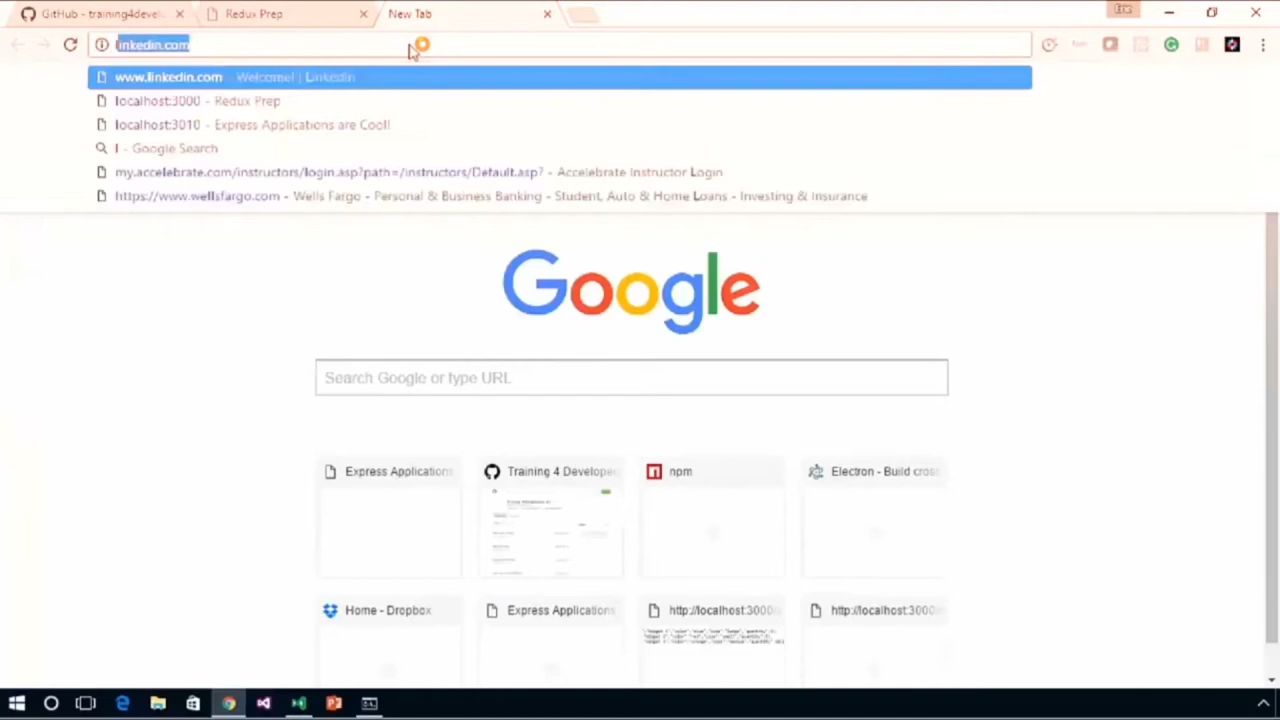 GitHub - training4devel
Redux Prep
New Tab
Eric
linkedin.com
www.linkedin.com - Welcome! | LinkedIn
localhost:3000 - Redux Prep
localhost:3010 - Express Applications are Cool!
l - Google Search
my.accelebrate.com/instructors/login.asp?path=/instructors/Default.asp? - Accelebrate Instructor Login
https://www.wellsfargo.com - Wells Fargo - Personal & Business Banking - Student, Auto & Home Loans - Investing & Insurance
Google
Search Google or type URL
Express Applications
Training 4 Develope
npm
Electron - Build cros
Home - Dropbox
Express Applications
http://localhost:3000/
http://localhost:3000/